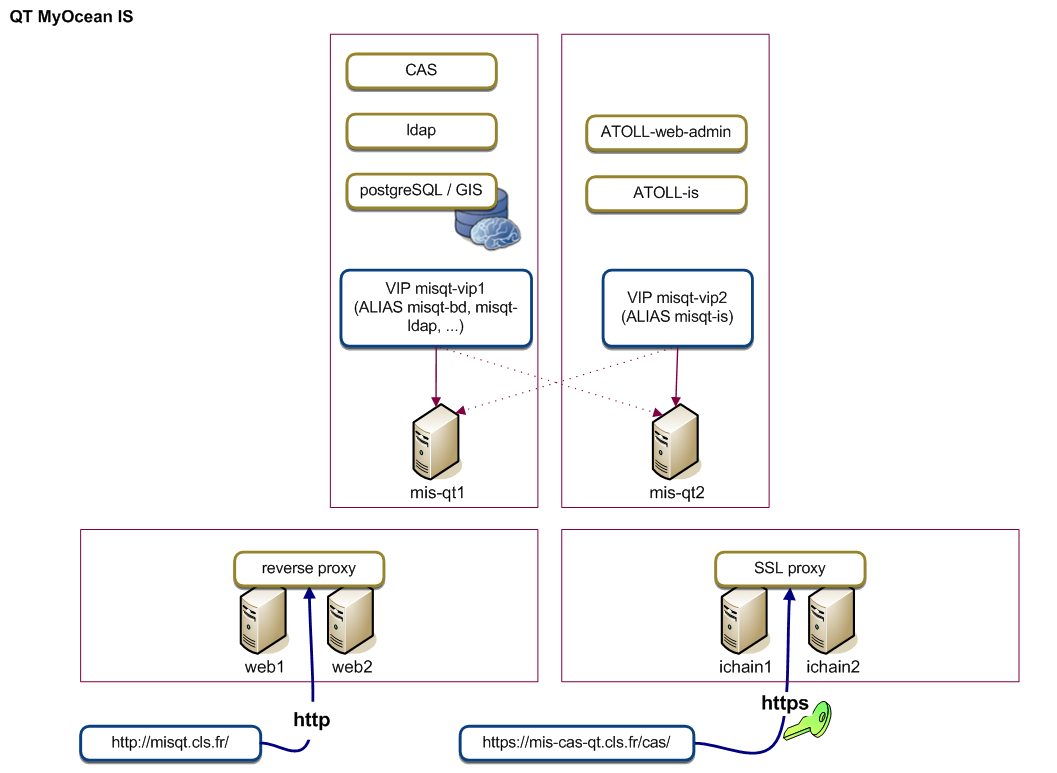 QT MyOcean IS
CAS
ldap
postgreSQL / GIS
VIP misqt-vip1
(ALIAS misqt-bd, misqt-
ldap, ...)
mis-qt1
ATOLL-web-admin
ATOLL-is
VIP misqt-vip2
(ALIAS misqt-is)
mis-qt2
reverse proxy
web1
web2
SSL proxy
ichain1
ichain2
http
http://misqt.cls.fr/
https
https://mis-cas-qt.cls.fr/cas/